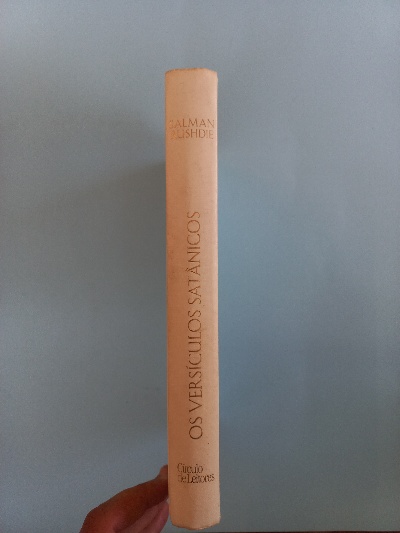 SALMAN
RUSHDIE
OS VERSÍCULOS SATÂNICOS
Círculo
de Leitores